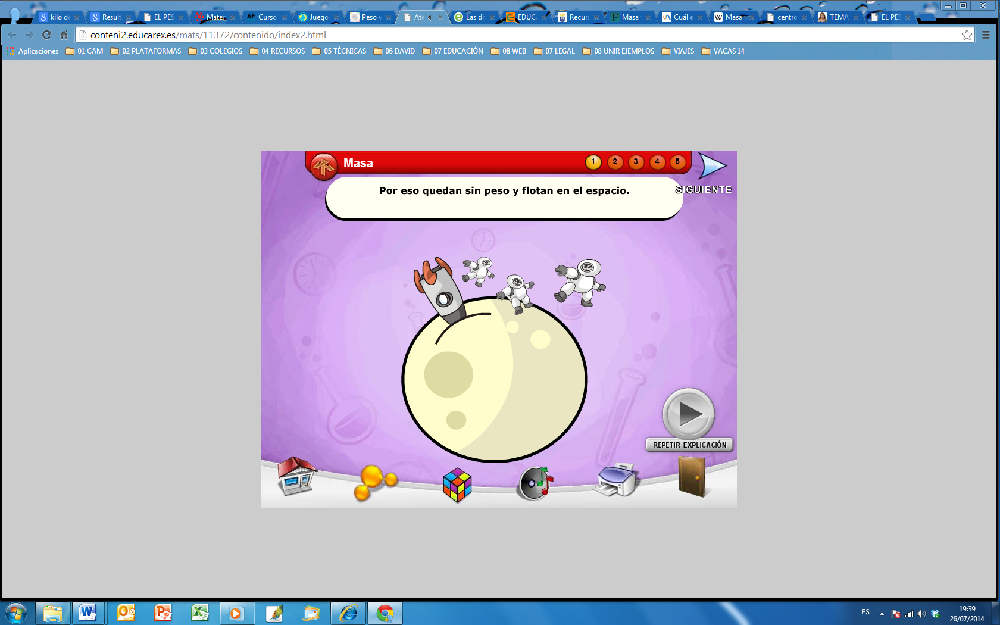 kilo de
Result
EL PES
Mater
AF Curso
Juego
Peso y
Ate
Las di
EDUC
Recurs
Masa
Cuál e
W Masa
centro
TEMA
EL PES
conteni2.educarex.es/mats/11372/contenido/index2.html
Aplicaciones 01 CAM 02 PLATAFORMAS 03 COLEGIOS 04 RECURSOS 05 TÉCNICAS 06 DAVID 07 EDUCACIÓN 08 WEB 07 LEGAL 08 UNIR EJEMPLOS VIAJES VACAS14
Masa
1 2 3 4 5
SIGUIENTE
Por eso quedan sin peso y flotan en el espacio.
REPETIR EXPLICACIÓN
ES
19:39
26/07/2014